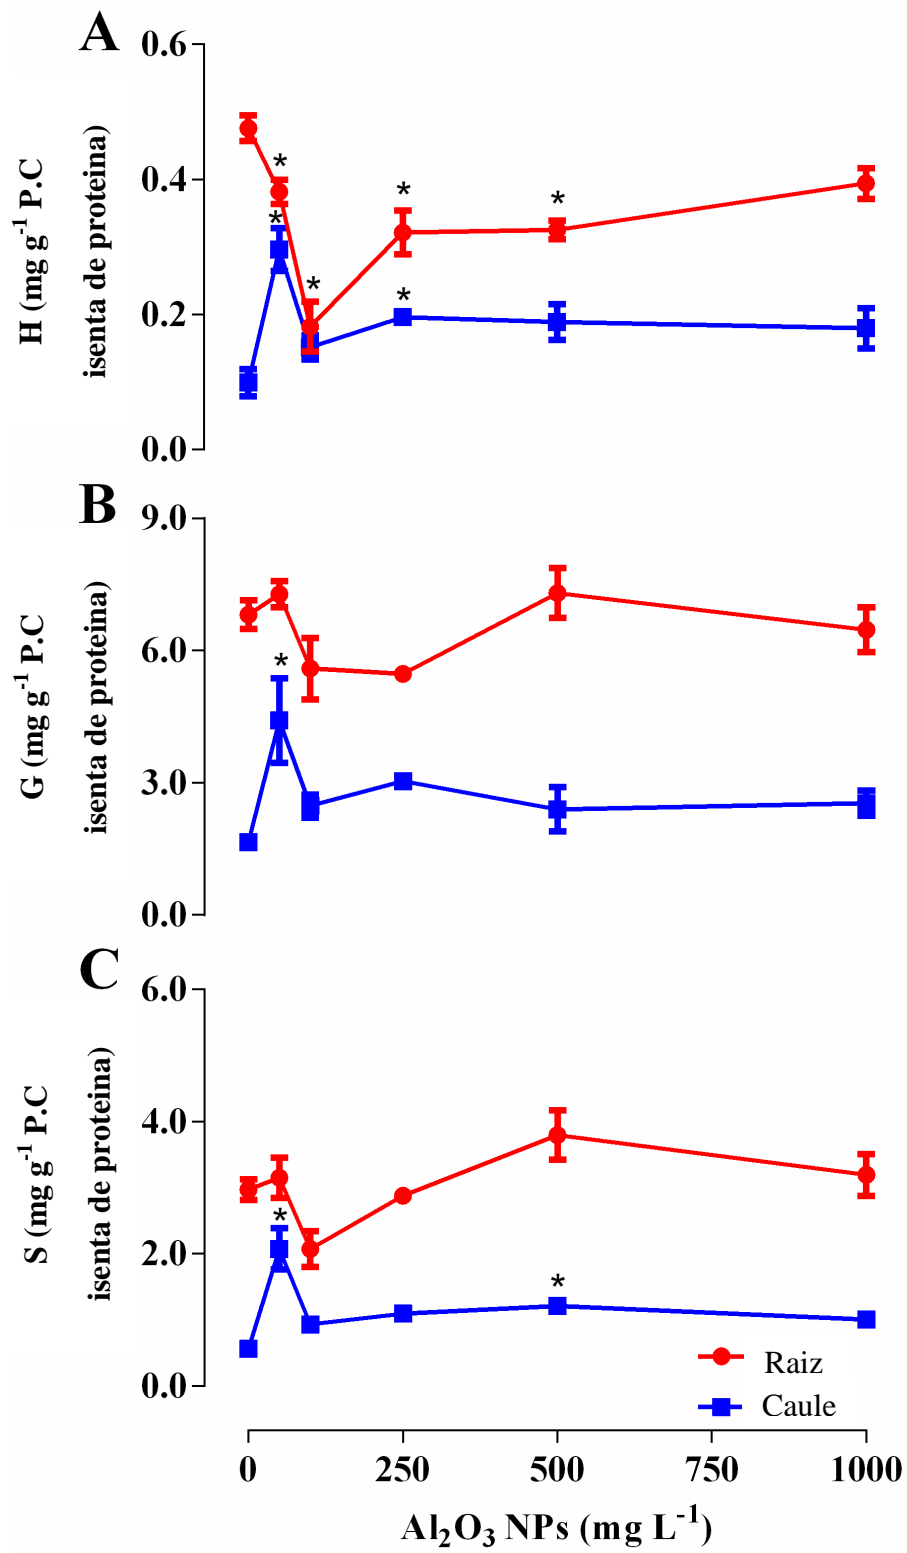 A
0.6
0.4
0.2
0.0
H (mg g⁻¹ P.C
isenta de proteina)
*
*
*
*
*
*
B
9.0
6.0
3.0
0.0
G (mg g⁻¹ P.C
isenta de proteina)
*
C
6.0
4.0
2.0
0.0
S (mg g⁻¹ P.C
isenta de proteina)
*
*
Raiz
Caule
0 250 500 750 1000
Al₂O₃ NPs (mg L⁻¹)